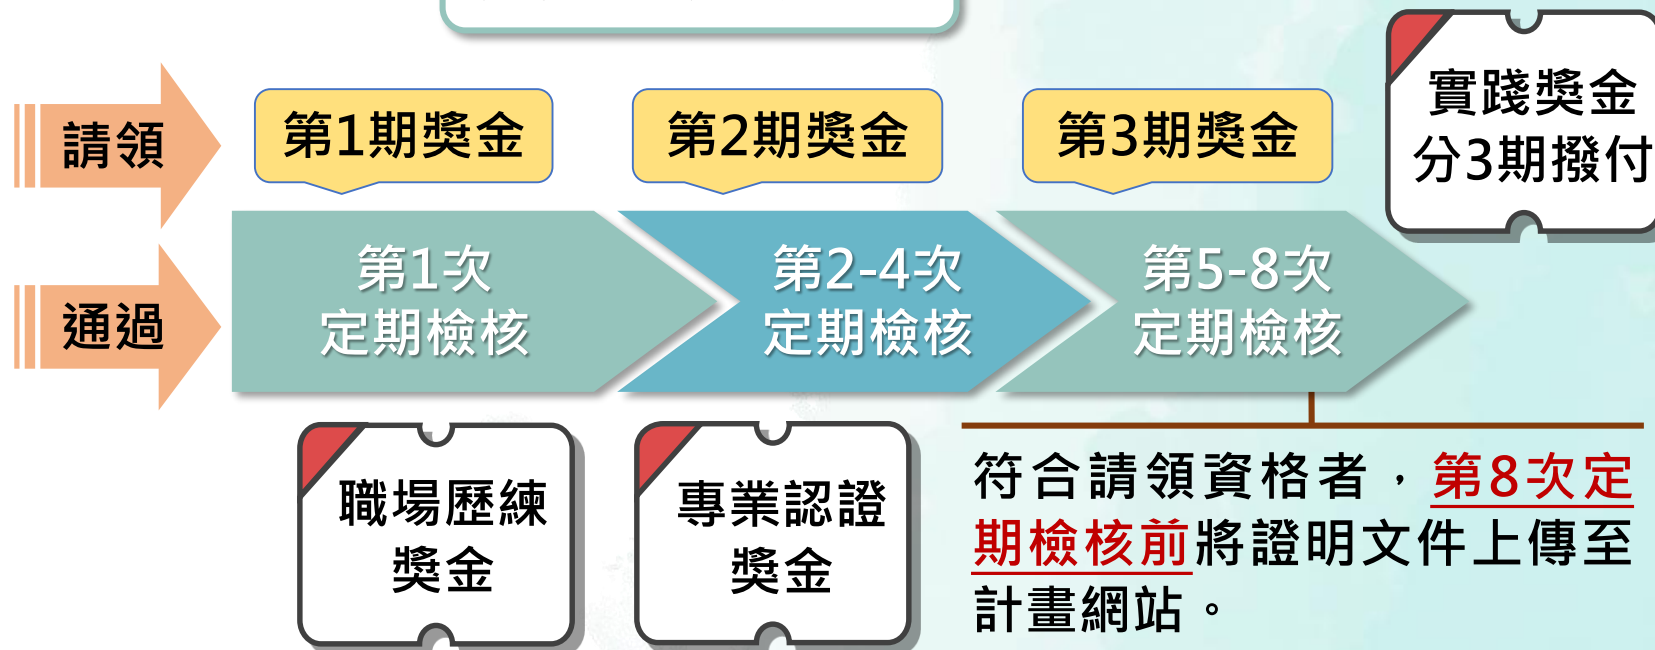 實踐獎金
分3期撥付
請領
第1期獎金
第2期獎金
第3期獎金
通過
第1次
定期檢核
第2-4次
定期檢核
第5-8次
定期檢核
職場歷練
獎金
專業認證
獎金
符合請領資格者，第8次定
期檢核前將證明文件上傳至
計畫網站。